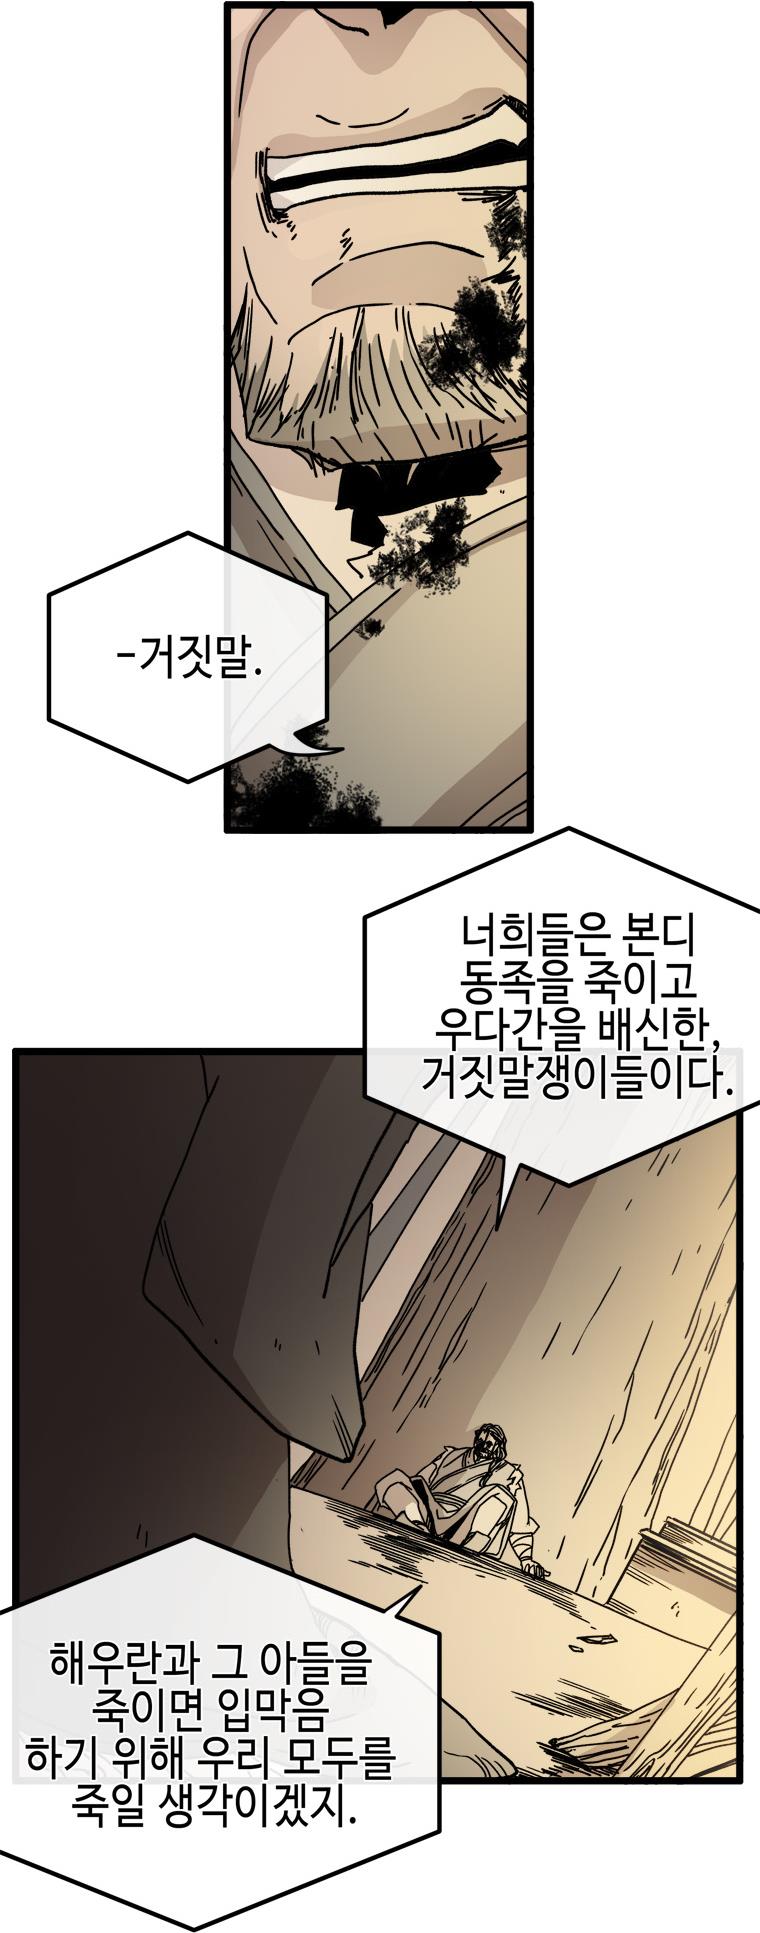 -거짓말.
너희들은 본디
동족을 죽이고
우다간을 배신한,
거짓말쟁이들이다.
해우란과 그 아들을
죽이면 입막음
하기 위해 우리 모두를
죽일 생각이겠지.